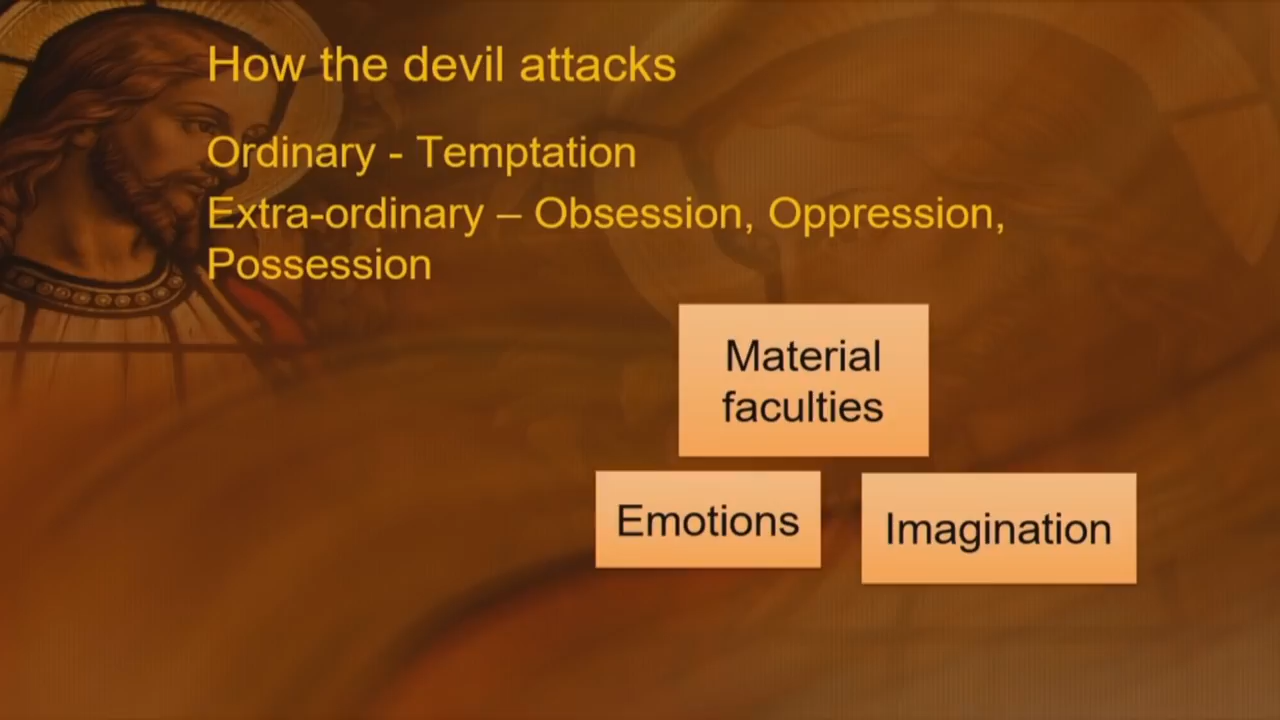 How the devil attacks
Ordinary - Temptation
Extra-ordinary – Obsession, Oppression,
Possession
Material
faculties
Emotions
Imagination